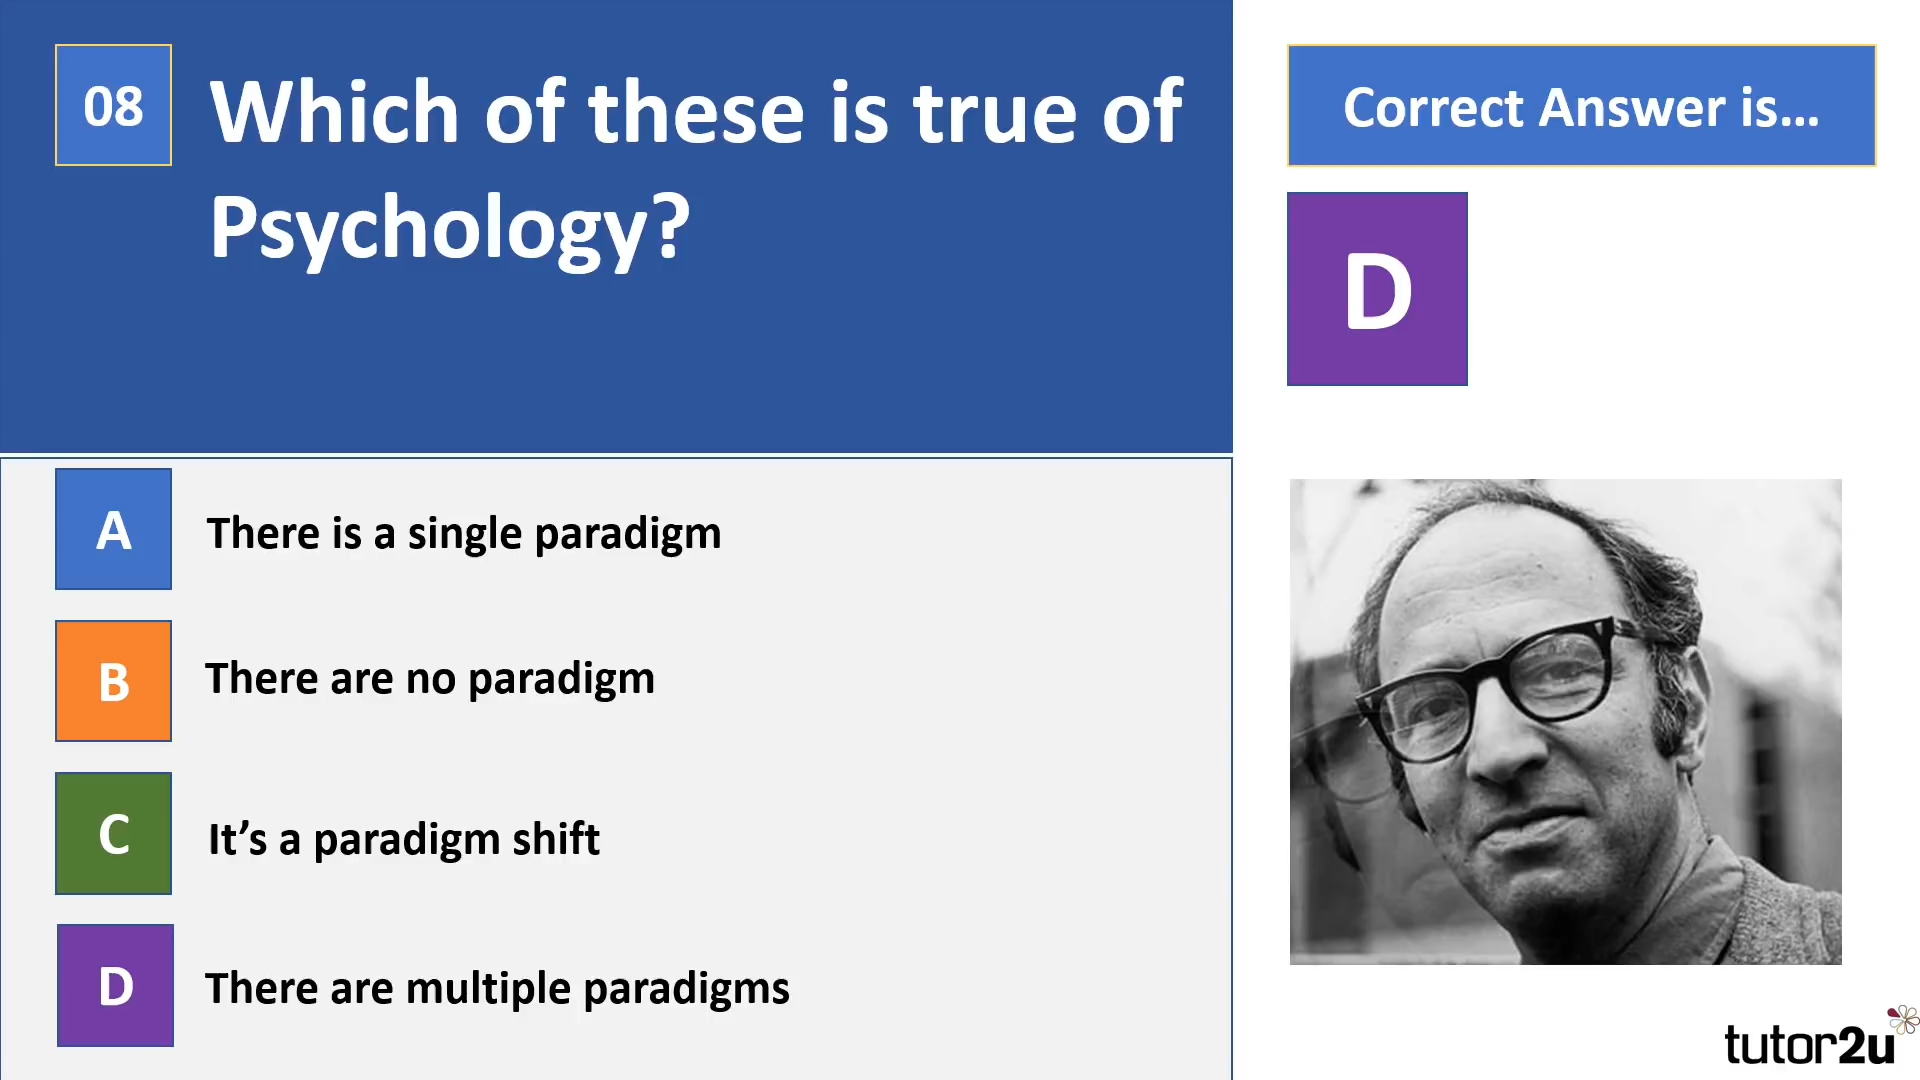 08
Which of these is true of
Psychology?
Correct Answer is...
D
A
There is a single paradigm
B
There are no paradigm
C
It’s a paradigm shift
D
There are multiple paradigms
tutor2u